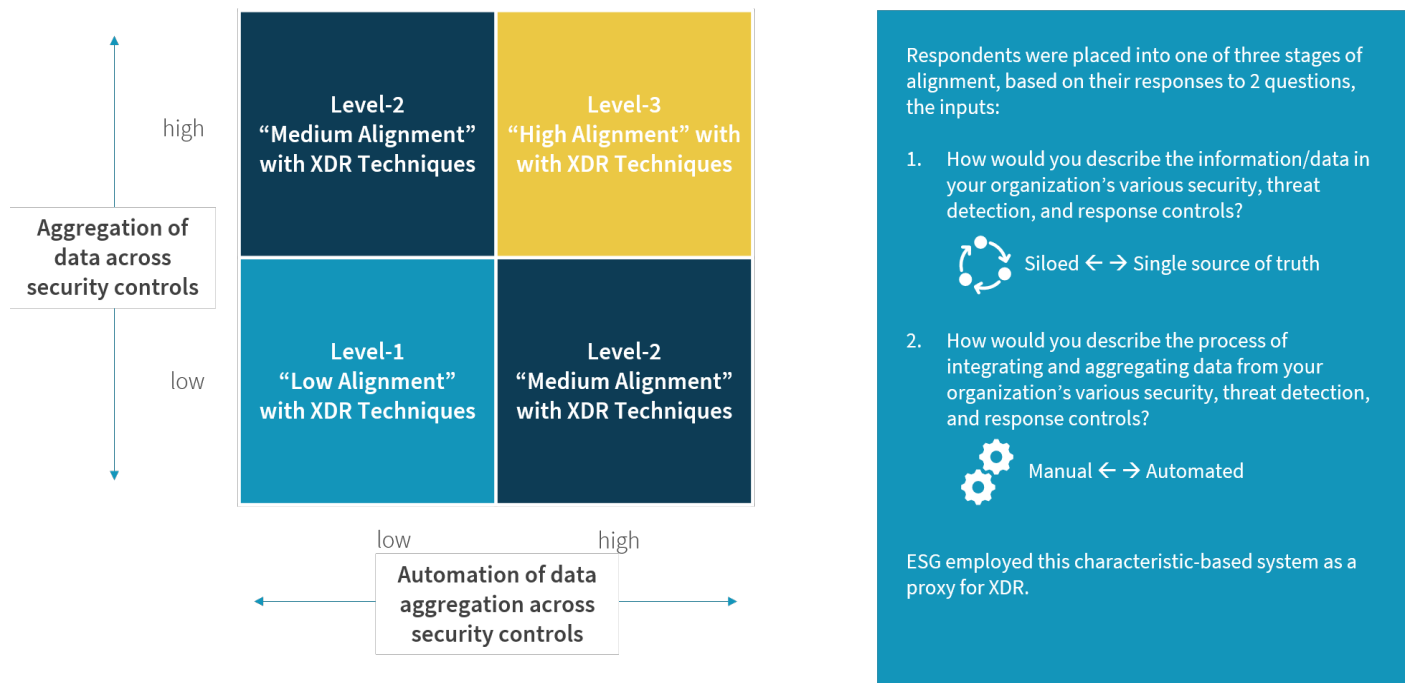 high
Aggregation of
data across
security controls
low
Level-2
“Medium Alignment”
with XDR Techniques
Level-3
“High Alignment” with
with XDR Techniques
Level-1
“Low Alignment”
with XDR Techniques
Level-2
“Medium Alignment”
with XDR Techniques
low
high
Automation of data
aggregation across
security controls
Respondents were placed into one of three stages of
alignment, based on their responses to 2 questions,
the inputs:
1. How would you describe the information/data in
your organization’s various security, threat
detection, and response controls?
Siloed ← → Single source of truth
2. How would you describe the process of
integrating and aggregating data from your
organization’s various security, threat detection,
and response controls?
Manual ← → Automated
ESG employed this characteristic-based system as a
proxy for XDR.